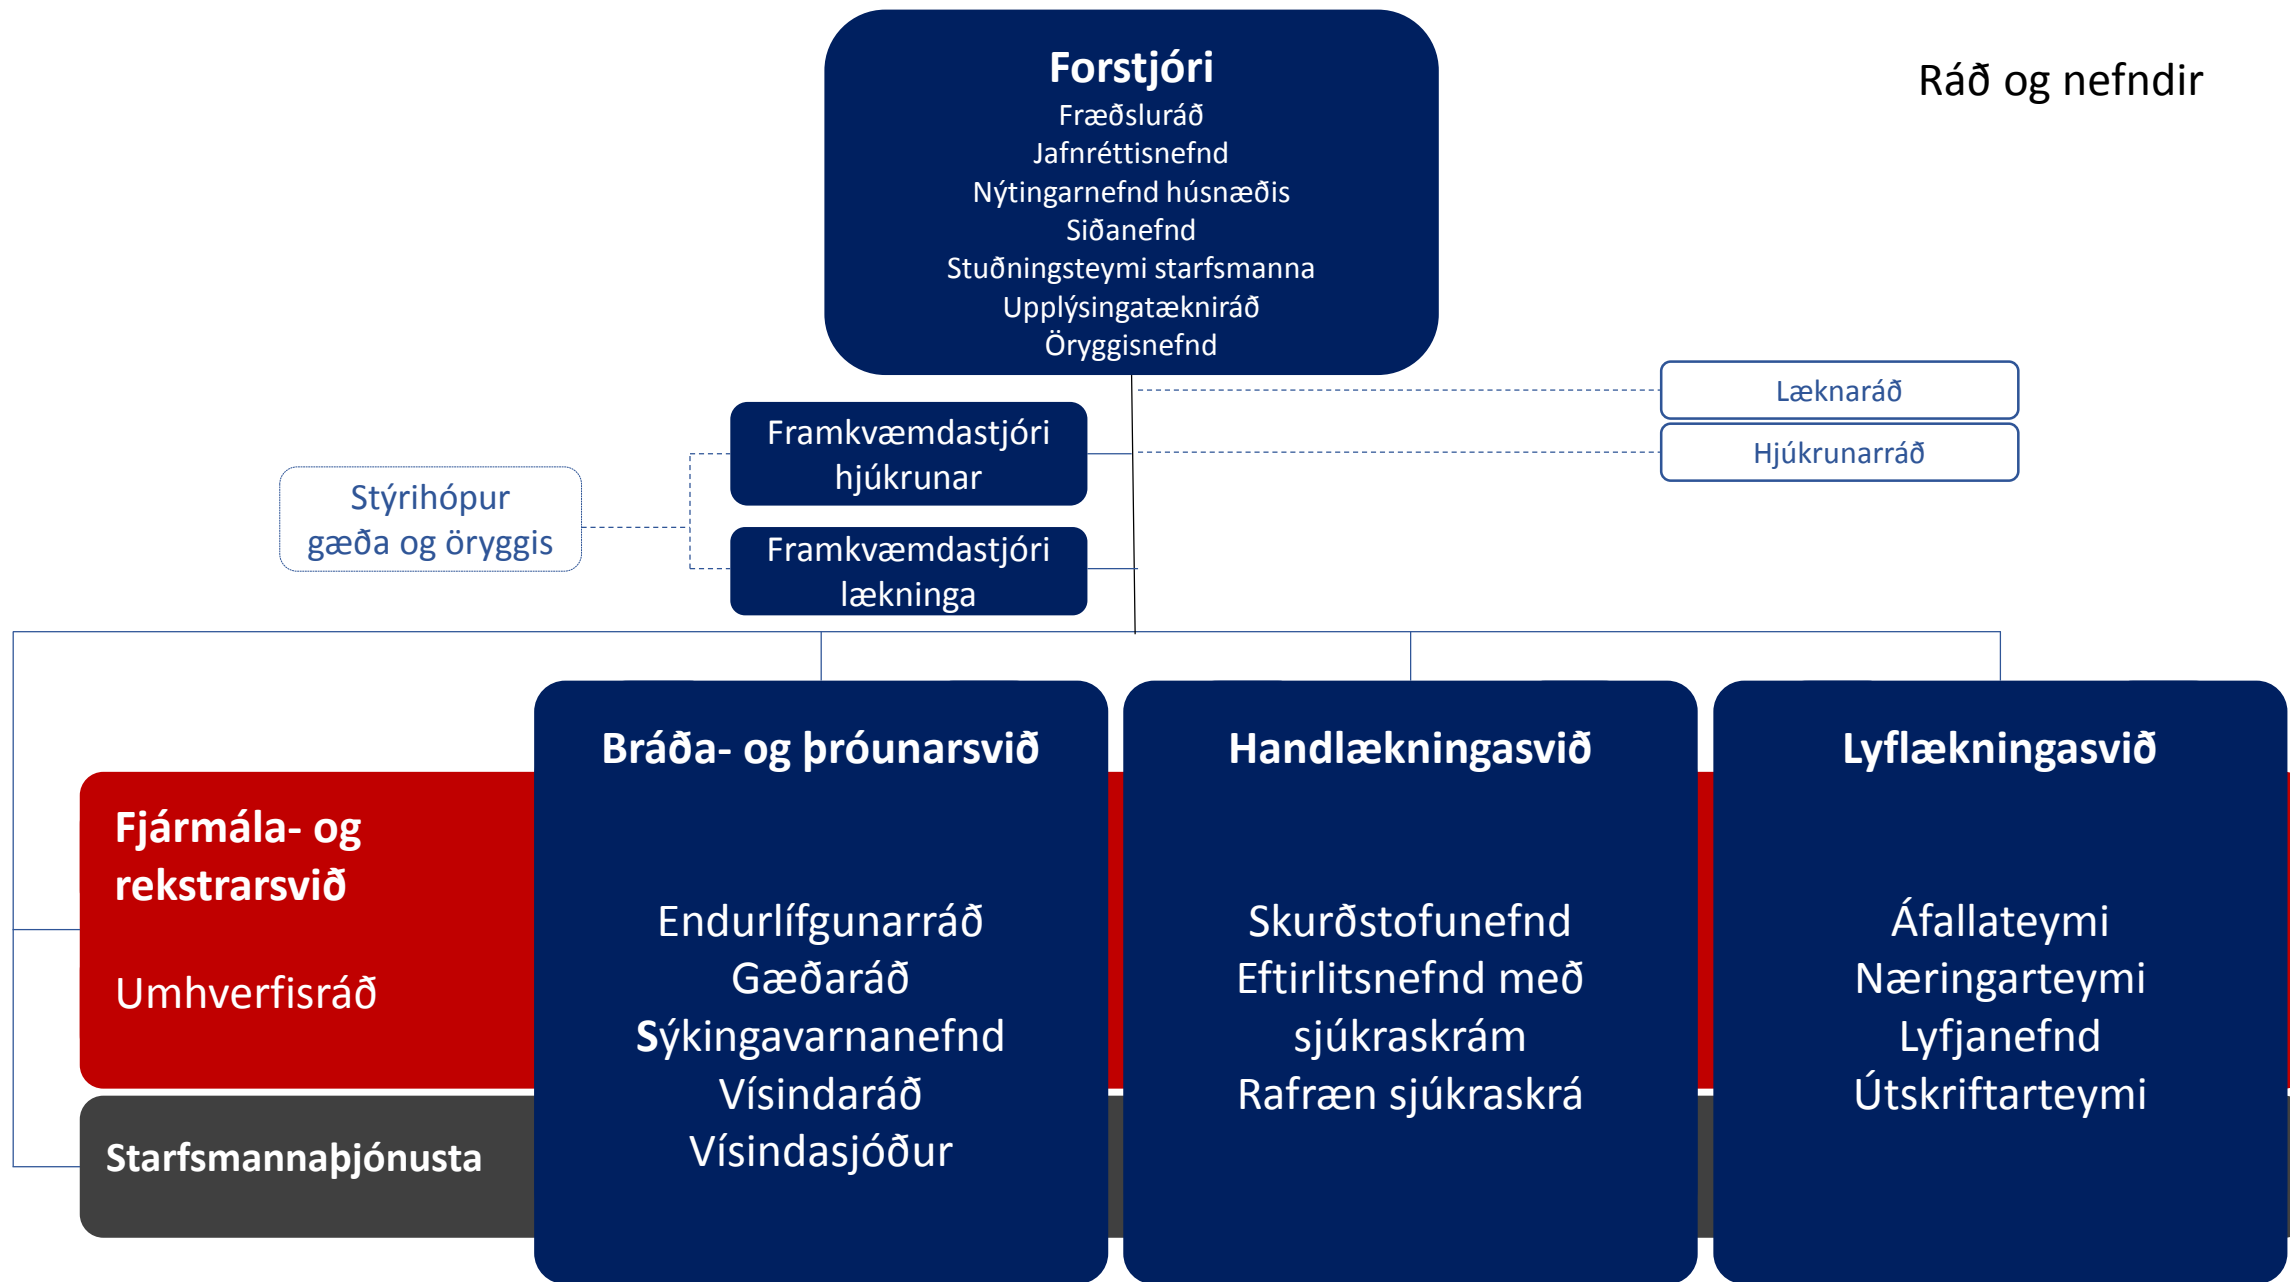 Forstjóri
Fræðsluráð
Jafnréttisnefnd
Nýtingarnefnd húsnæðis
Siðanefnd
Stuðningsteymi starfsmanna
Upplýsingatækniráð
Öryggisnefnd
Ráð og nefndir
Læknaráð
Hjúkrunarráð
Framkvæmdastjóri
hjúkrunar
Stýrihópur
gæða og öryggis
Framkvæmdastjóri
lækninga
Fjármála- og
rekstrarsvið
Umhverfisráð
Starfsmannaþjónusta
Bráða- og þróunarsvið
Endurlífgunarráð
Gæðaráð
Sýkingavarnanefnd
Vísindaráð
Vísindasjóður
Handlækningasvið
Skurðstofunefnd
Eftirlitsnefnd með
sjúkraskrám
Rafræn sjúkraskrá
Lyflækningasvið
Áfallateymi
Næringarteymi
Lyfjanefnd
Útskriftarteymi